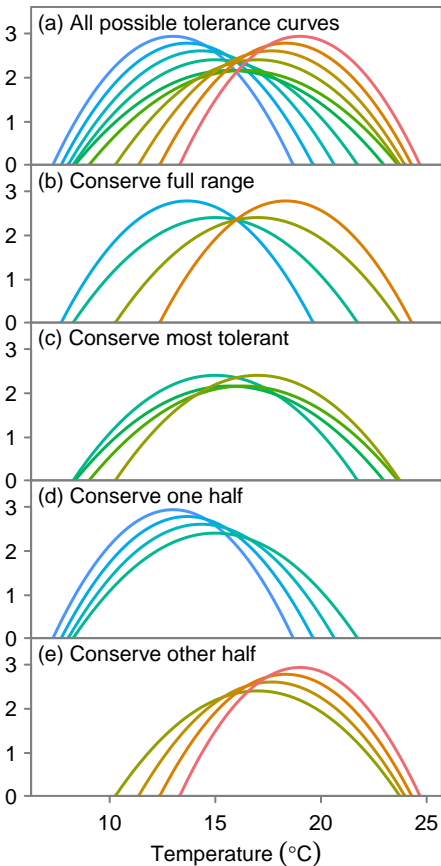 (a) All possible tolerance curves
3
2
1
0
(b) Conserve full range
3
2
1
0
(c) Conserve most tolerant
3
2
1
0
(d) Conserve one half
3
2
1
0
(e) Conserve other half
3
2
1
0
10 15 20 25
Temperature (°C)